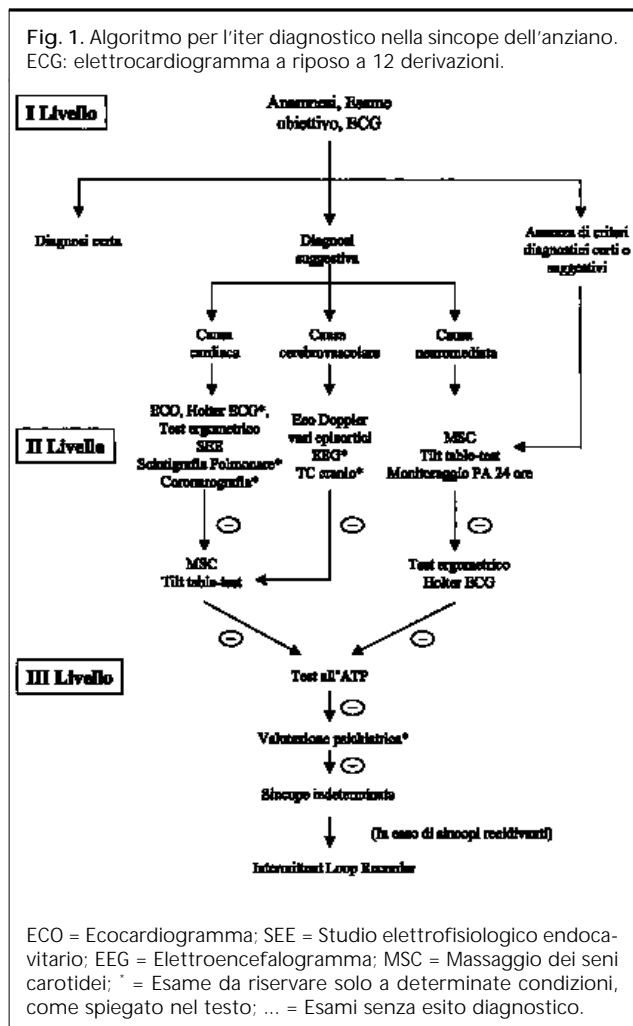 Fig. 1. Algoritmo per l'iter diagnostico nella sincope dell'anziano.
ECG: elettrocardiogramma a riposo a 12 derivazioni.
I Livello
Anamnesi, Esame
obiettivo, ECG
Diagnosi certa
Diagnosi
suggestiva
Assenza di criteri
diagnostici certi o
suggestivi
Causa
cardiaca
Causa
cerebrovascolare
Causa
neuromediata
II Livello
ECO, Holter ECG*,
Test ergometrico
SEE
Scintigrafia Polmonare*
Coronarografia*
Eco Doppler
vasi epiaortici
EEG*
TC cranio*
MSC
Tilt table-test
Monitoraggio PA 24 ore
−
−
−
MSC
Tilt table-test
Test ergometrico
Holter ECG
−
−
III Livello
Test all'ATP
−
Valutazione psichiatrica*
−
Sincope indeterminata
(In caso di sincopi recidivanti)
Intermittent Loop Recorder
ECO = Ecocardiogramma; SEE = Studio elettrofisiologico endoca-
vitario; EEG = Elettroencefalogramma; MSC = Massaggio dei seni
carotidei; * = Esame da riservare solo a determinate condizioni,
come spiegato nel testo; ... = Esami senza esito diagnostico.